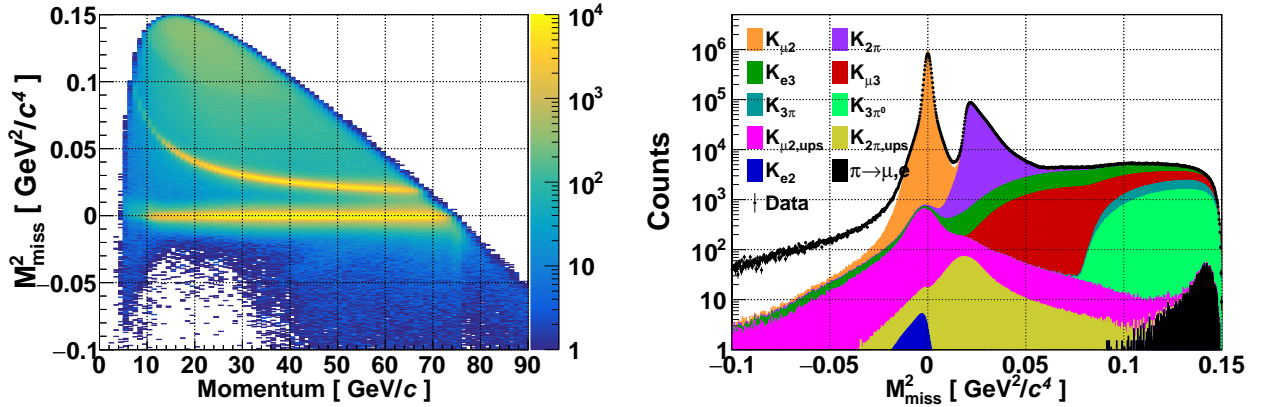 M²miss [ GeV²/c⁴ ]
0.15
0.1
0.05
0
−0.05
−0.1
0 10 20 30 40 50 60 70 80 90
Momentum [ GeV/c ]
10⁴
10³
10²
10
1
Counts
10⁶
10⁵
10⁴
10³
10²
10
1
Kμ2 K2π
Ke3 Kμ3
K3π K3π⁰
Kμ2,ups K2π,ups
Ke2 π→μ,e
Data
−0.1 −0.05 0 0.05 0.1 0.15
M²miss [ GeV²/c⁴ ]